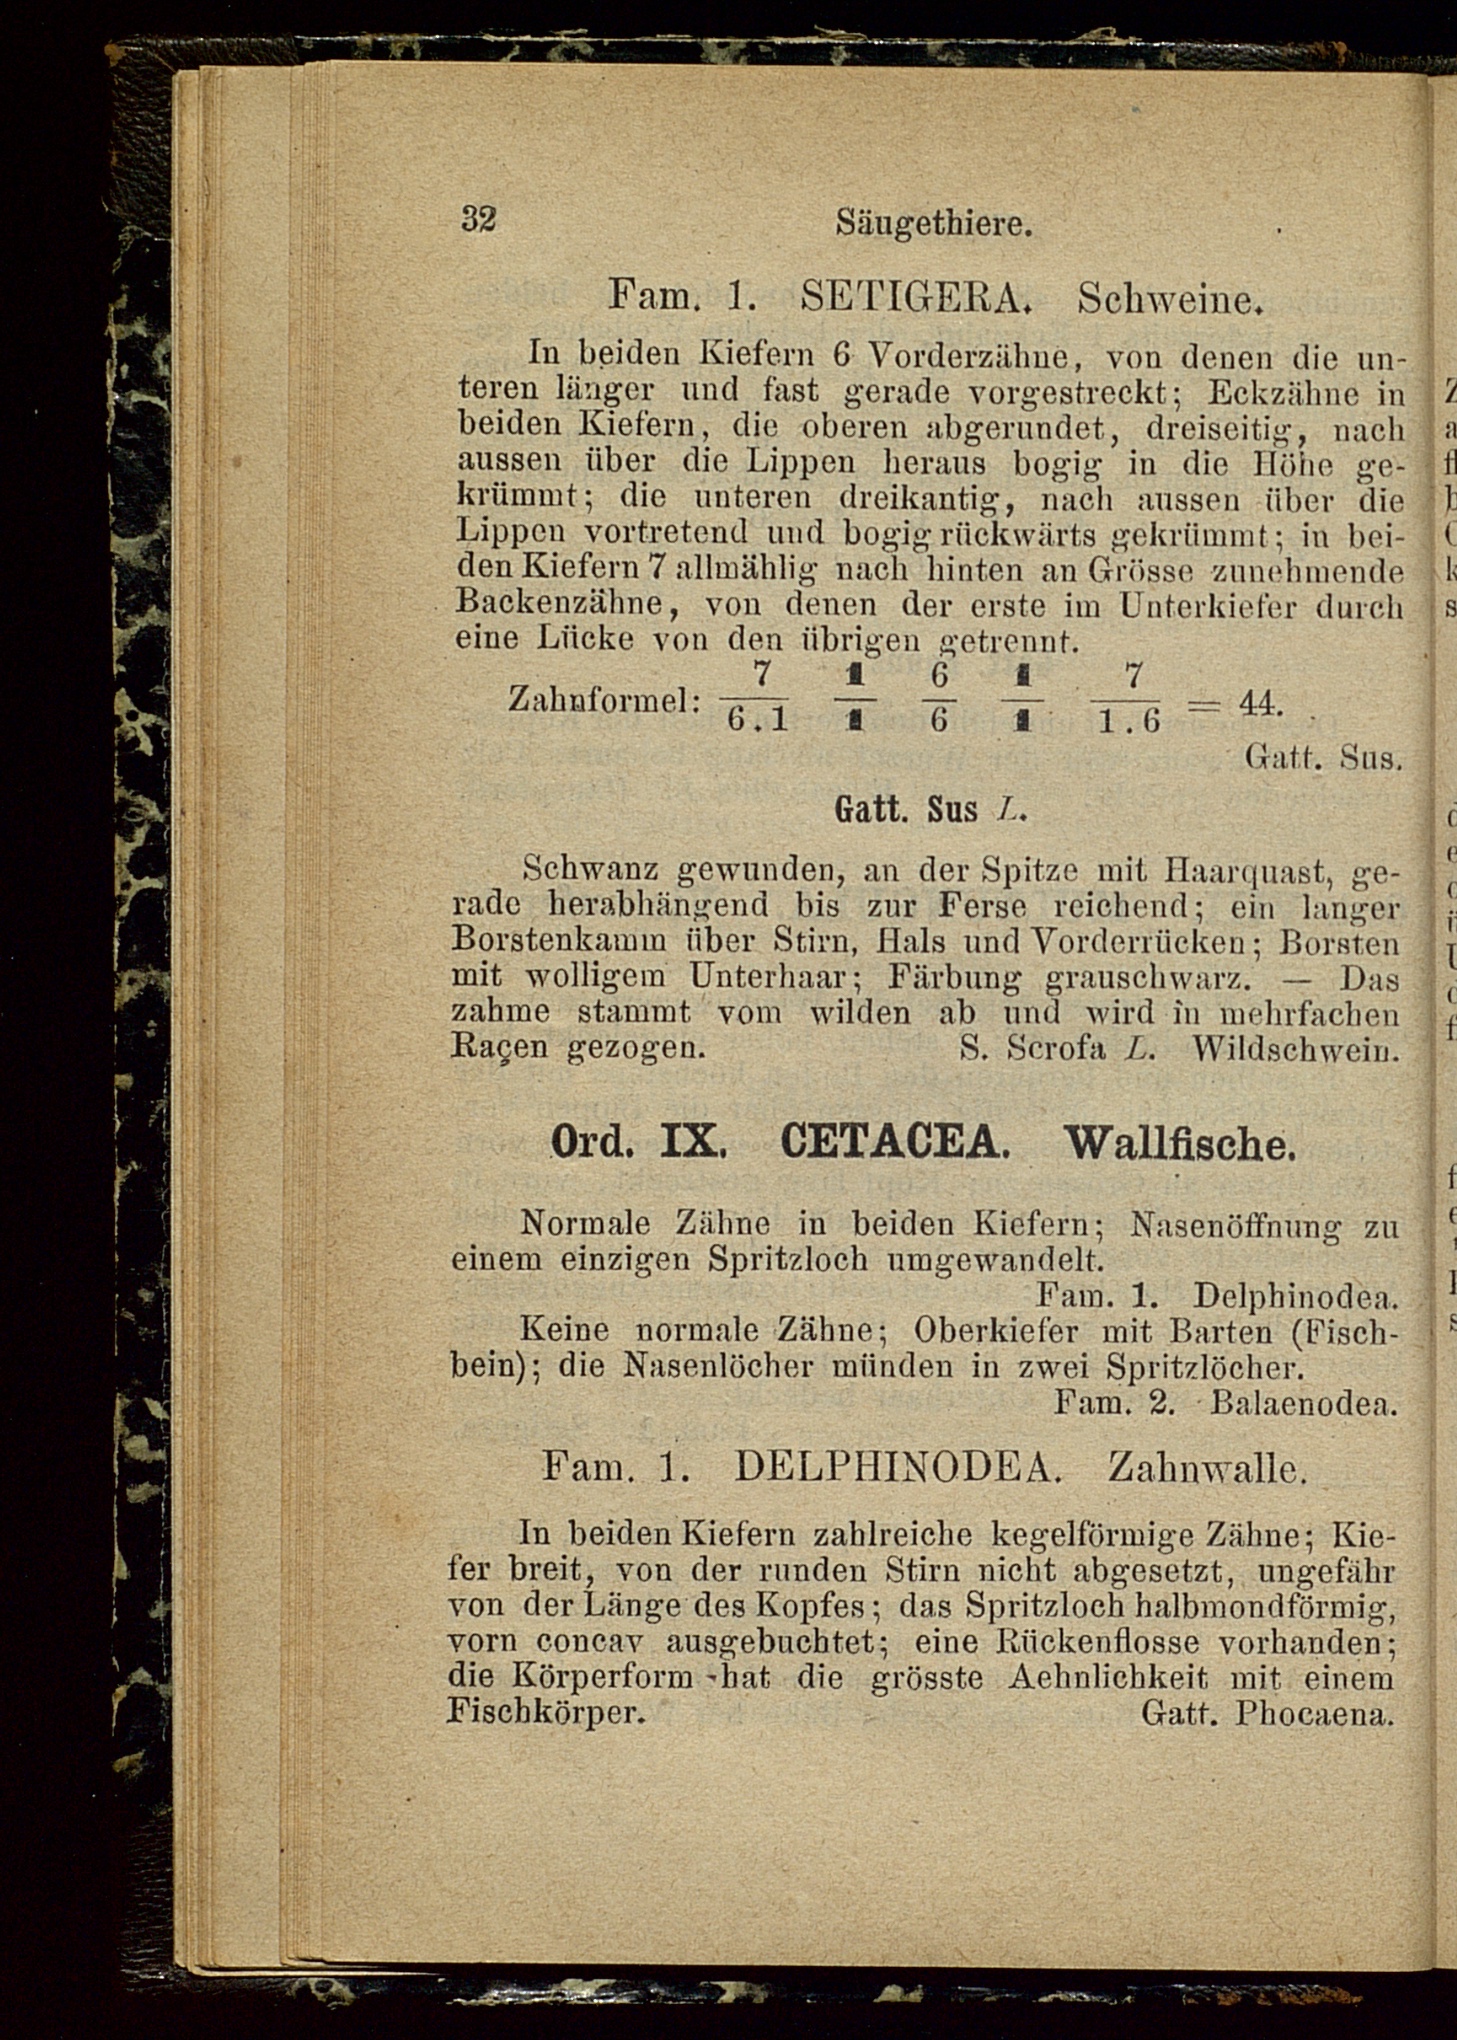 32 Säugethiere.
Fam. 1. SETIGERA. Schweine.
In beiden Kiefern 6 Vorderzähne, von denen die un-
teren länger und fast gerade vorgestreckt; Eckzähne in
beiden Kiefern, die oberen abgerundet, dreiseitig, nach
aussen über die Lippen heraus bogig in die Höhe ge-
krümmt; die unteren dreikantig, nach aussen über die
Lippen vortretend und bogig rückwärts gekrümmt; in bei-
den Kiefern 7 allmählig nach hinten an Grösse zunehmende
Backenzähne, von denen der erste im Unterkiefer durch
eine Lücke von den übrigen getrennt.
7 1 6 1 7
Zahnformel: — — — — — = 44.
6.1 1 6 1 1.6
Gatt. Sus.
Gatt. Sus L.
Schwanz gewunden, an der Spitze mit Haarquast, ge-
rade herabhängend bis zur Ferse reichend; ein langer
Borstenkamm über Stirn, Hals und Vorderrücken; Borsten
mit wolligem Unterhaar; Färbung grauschwarz. — Das
zahme stammt vom wilden ab und wird in mehrfachen
Raçen gezogen. S. Scrofa L. Wildschwein.
Ord. IX. CETACEA. Wallfische.
Normale Zähne in beiden Kiefern; Nasenöffnung zu
einem einzigen Spritzloch umgewandelt.
Fam. 1. Delphinodea.
Keine normale Zähne; Oberkiefer mit Barten (Fisch-
bein); die Nasenlöcher münden in zwei Spritzlöcher.
Fam. 2. Balaenodea.
Fam. 1. DELPHINODEA. Zahnwalle.
In beiden Kiefern zahlreiche kegelförmige Zähne; Kie-
fer breit, von der runden Stirn nicht abgesetzt, ungefähr
von der Länge des Kopfes; das Spritzloch halbmondförmig,
vorn concav ausgebuchtet; eine Rückenflosse vorhanden;
die Körperform hat die grösste Aehnlichkeit mit einem
Fischkörper. Gatt. Phocaena.